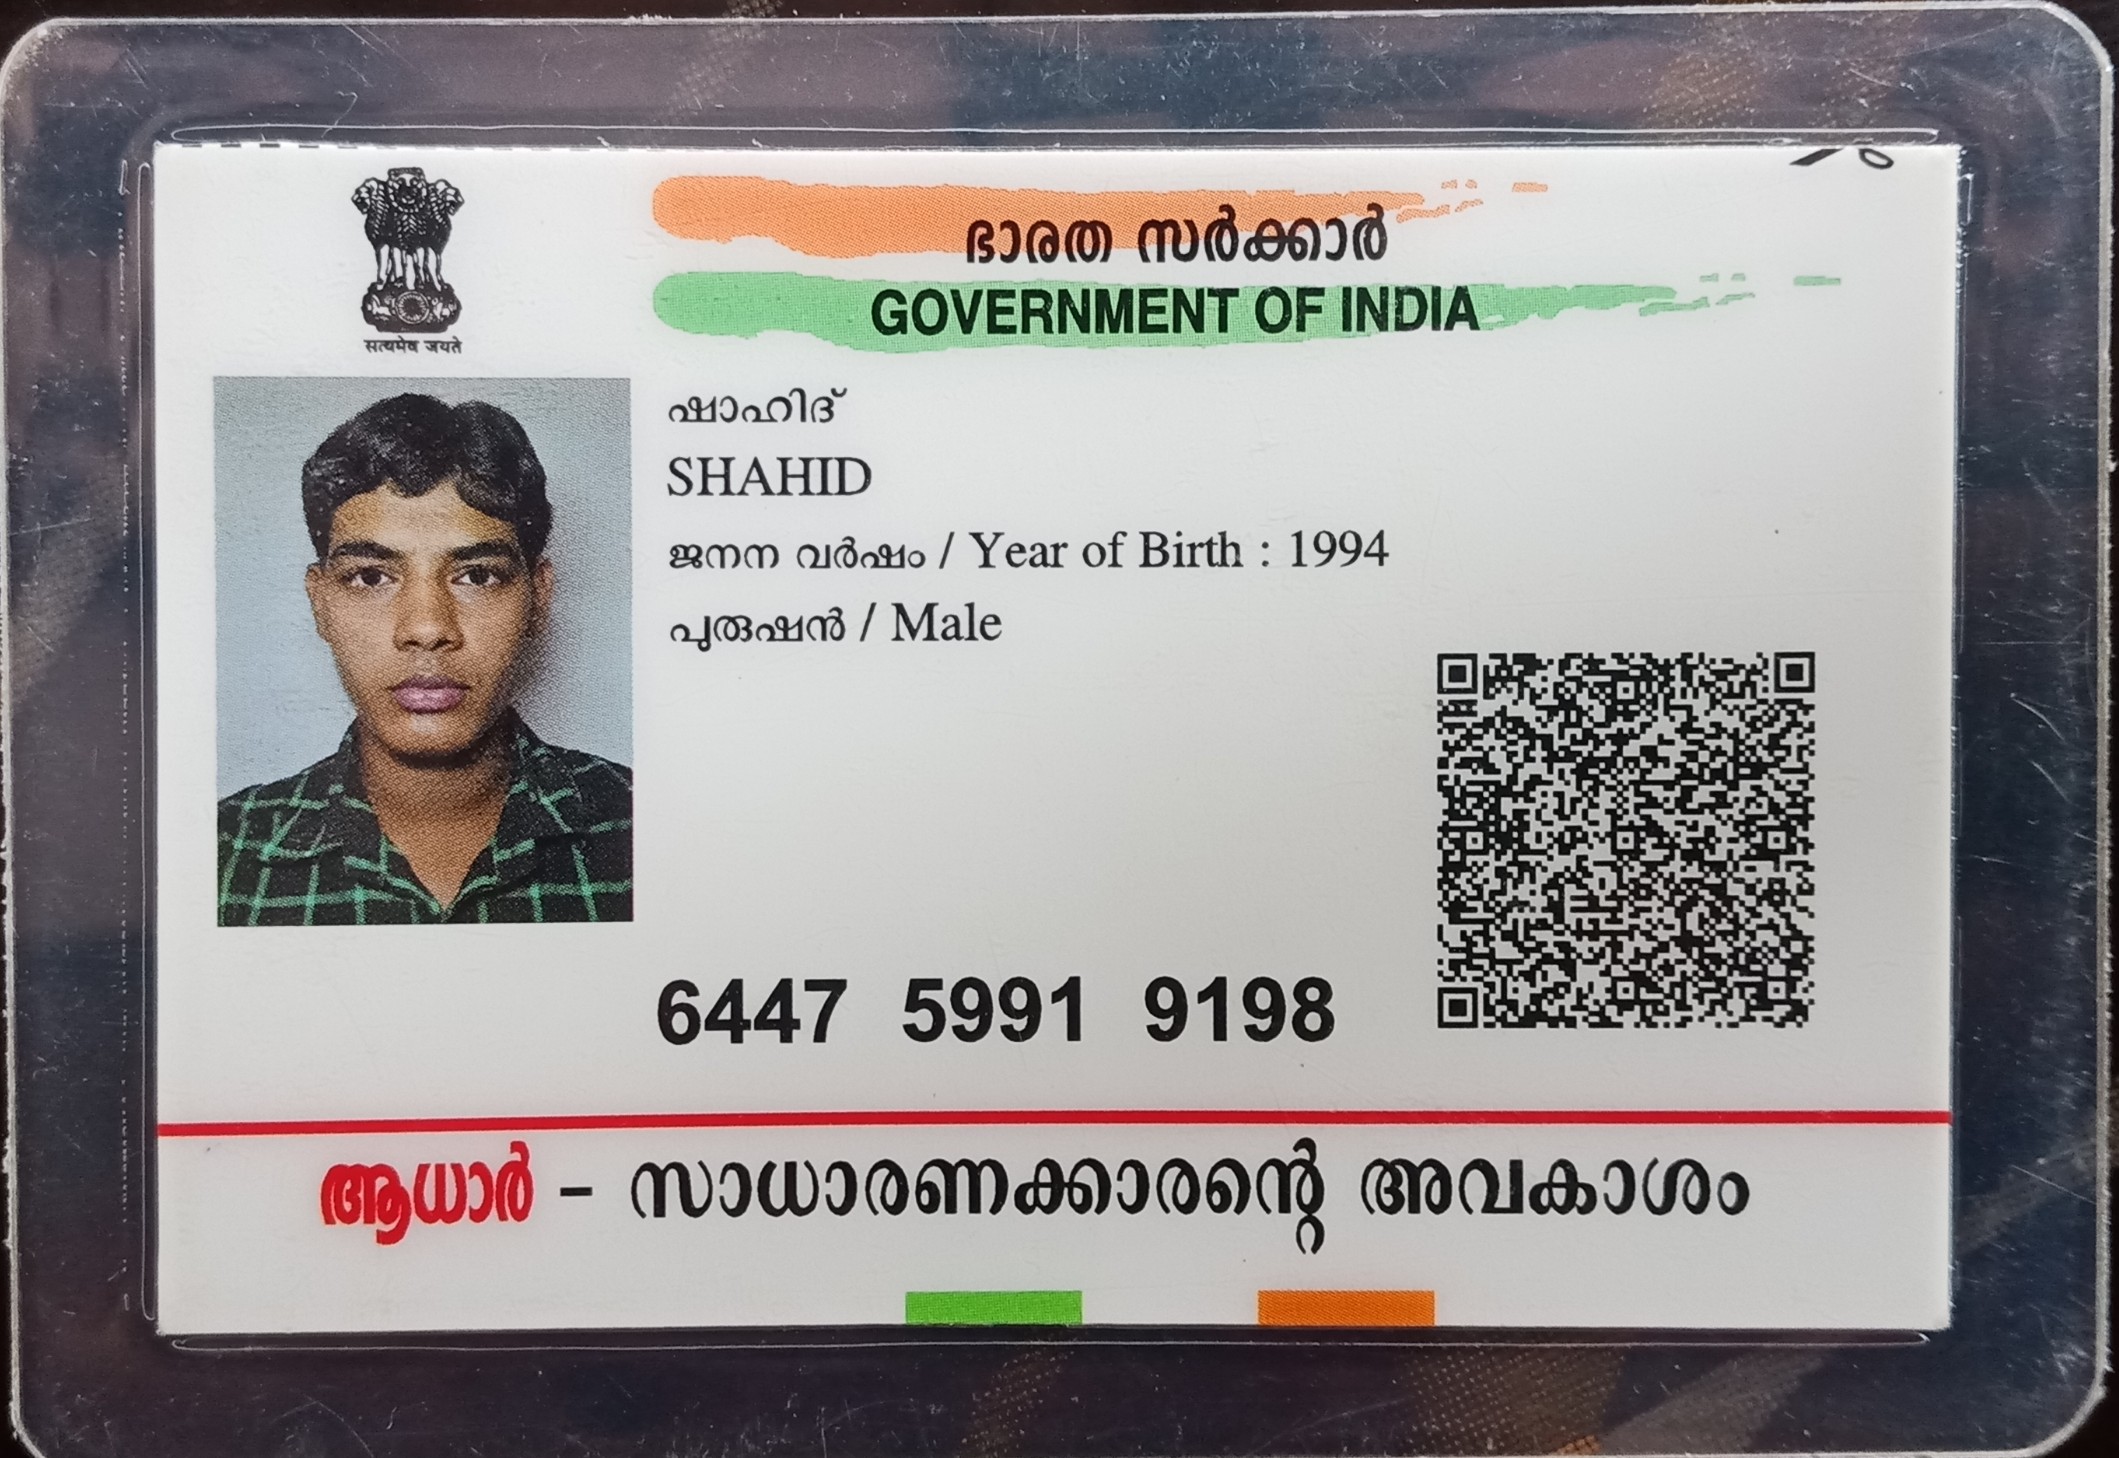 सत्यमेव जयते
ഭാരത സർക്കാർ
GOVERNMENT OF INDIA
ഷാഹിദ്
SHAHID
ജനന വർഷം / Year of Birth : 1994
പുരുഷൻ / Male
6447 5991 9198
ആധാർ - സാധാരണക്കാരന്റെ അവകാശം